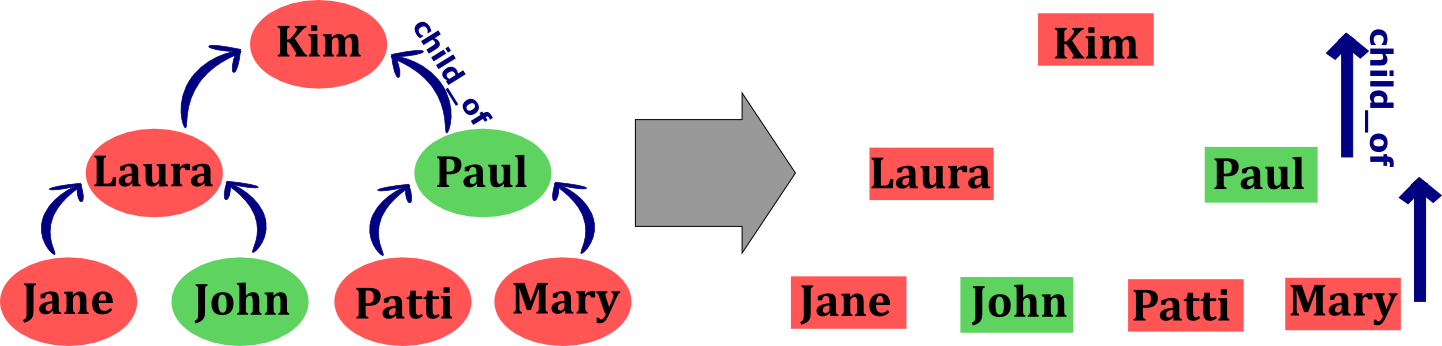 Kim
child_of
Laura
Paul
Jane
John
Patti
Mary
Kim
child_of
Laura
Paul
Jane
John
Patti
Mary